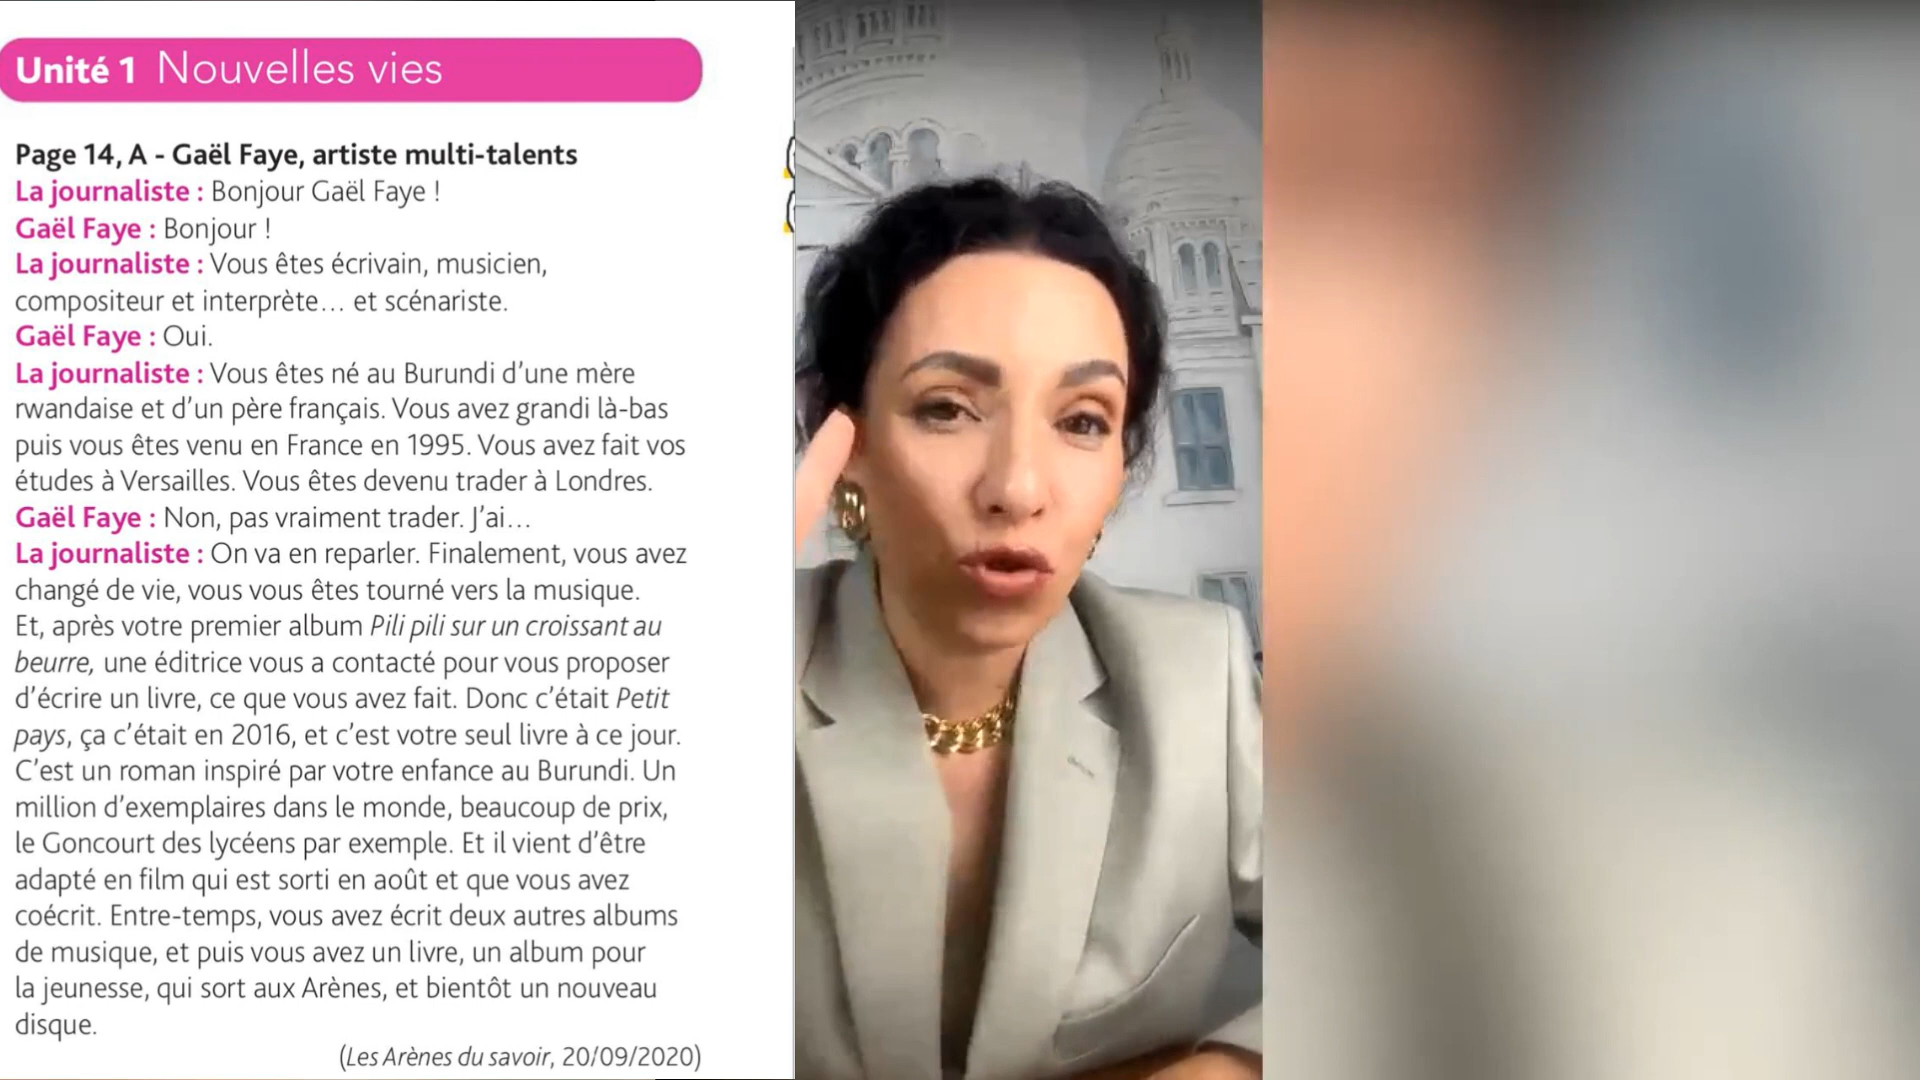 Unité 1 Nouvelles vies
Page 14, A - Gaël Faye, artiste multi-talents
La journaliste : Bonjour Gaël Faye !
Gaël Faye : Bonjour !
La journaliste : Vous êtes écrivain, musicien,
compositeur et interprète… et scénariste.
Gaël Faye : Oui.
La journaliste : Vous êtes né au Burundi d’une mère
rwandaise et d’un père français. Vous avez grandi là-bas
puis vous êtes venu en France en 1995. Vous avez fait vos
études à Versailles. Vous êtes devenu trader à Londres.
Gaël Faye : Non, pas vraiment trader. J’ai…
La journaliste : On va en reparler. Finalement, vous avez
changé de vie, vous vous êtes tourné vers la musique.
Et, après votre premier album Pili pili sur un croissant au
beurre, une éditrice vous a contacté pour vous proposer
d’écrire un livre, ce que vous avez fait. Donc c’était Petit
pays, ça c’était en 2016, et c’est votre seul livre à ce jour.
C’est un roman inspiré par votre enfance au Burundi. Un
million d’exemplaires dans le monde, beaucoup de prix,
le Goncourt des lycéens par exemple. Et il vient d’être
adapté en film qui est sorti en août et que vous avez
coécrit. Entre-temps, vous avez écrit deux autres albums
de musique, et puis vous avez un livre, un album pour
la jeunesse, qui sort aux Arènes, et bientôt un nouveau
disque.
(Les Arènes du savoir, 20/09/2020)